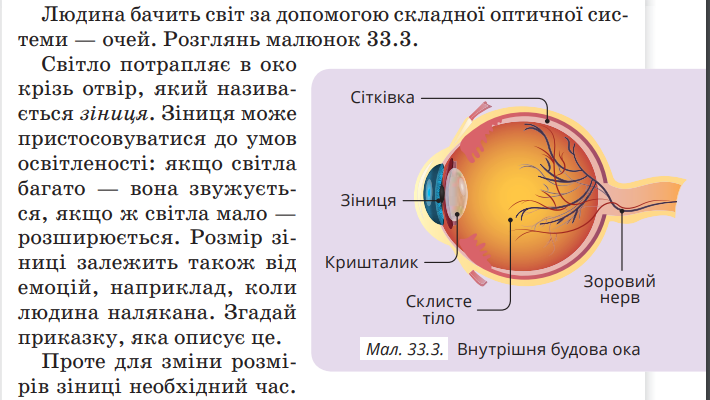 Людина бачить світ за допомогою складної оптичної сис-
теми — очей. Розглянь малюнок 33.3.
Світло потрапляє в око
крізь отвір, який назива-
ється зіниця. Зіниця може
пристосовуватися до умов
освітленості: якщо світла
багато — вона звужуєть-
ся, якщо ж світла мало —
розширюється. Розмір зі-
ниці залежить також від
емоцій, наприклад, коли
людина налякана. Згадай
приказку, яка описує це.
Проте для зміни розмі-
рів зіниці необхідний час.
Сітківка
Зіниця
Кришталик
Склисте
тіло
Зоровий
нерв
Мал. 33.3. Внутрішня будова ока